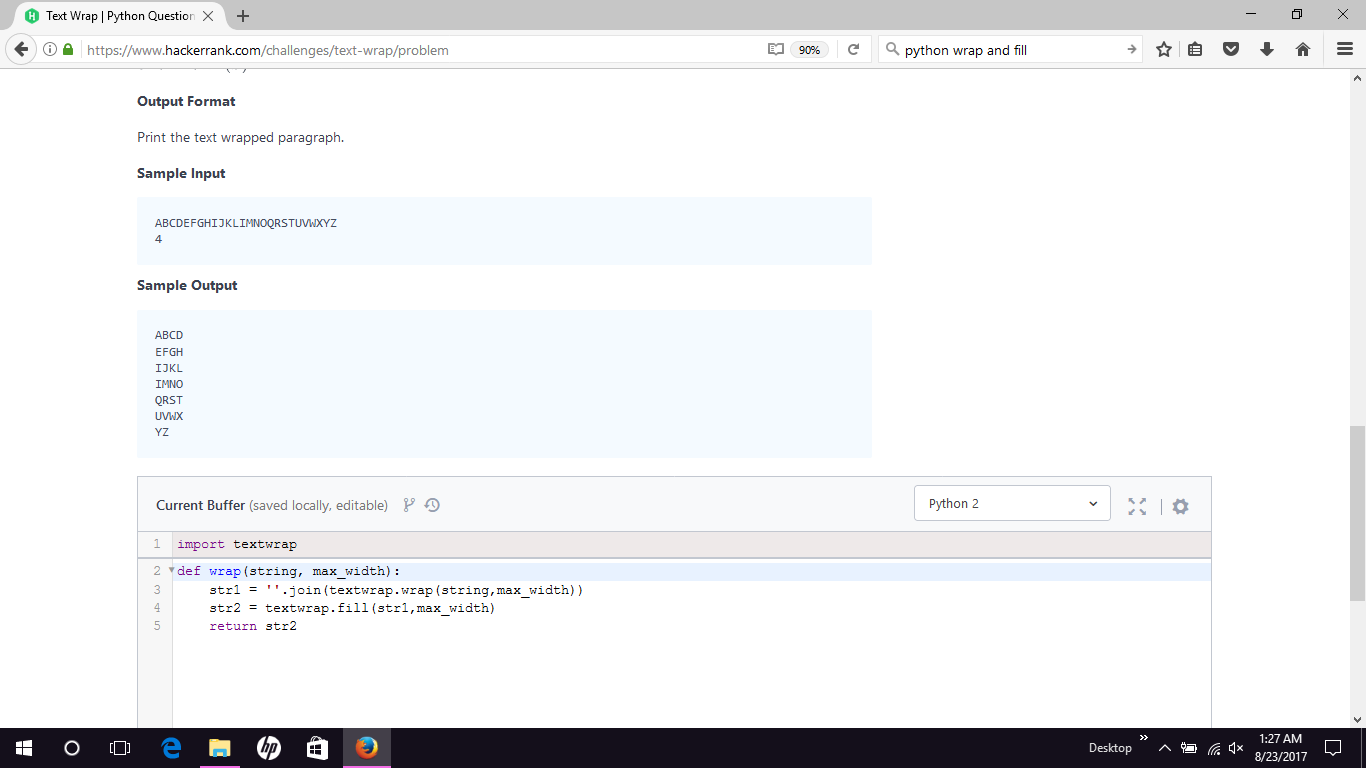 Text Wrap | Python Question
https://www.hackerrank.com/challenges/text-wrap/problem
90%
python wrap and fill
Output Format
Print the text wrapped paragraph.
Sample Input
ABCDEFGHIJKLIMNOQRSTUVWXYZ
4
Sample Output
ABCD
EFGH
IJKL
IMNO
QRST
UVWX
YZ
Current Buffer (saved locally, editable)
Python 2
1 import textwrap
2 def wrap(string, max_width):
3 str1 = ''.join(textwrap.wrap(string,max_width))
4 str2 = textwrap.fill(str1,max_width)
5 return str2
hp
Desktop
1:27 AM
8/23/2017